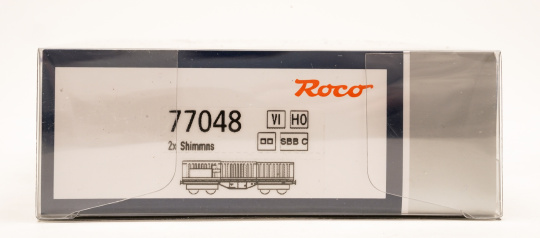 Roco
77048 VI H0
2x Shimmns SBB C